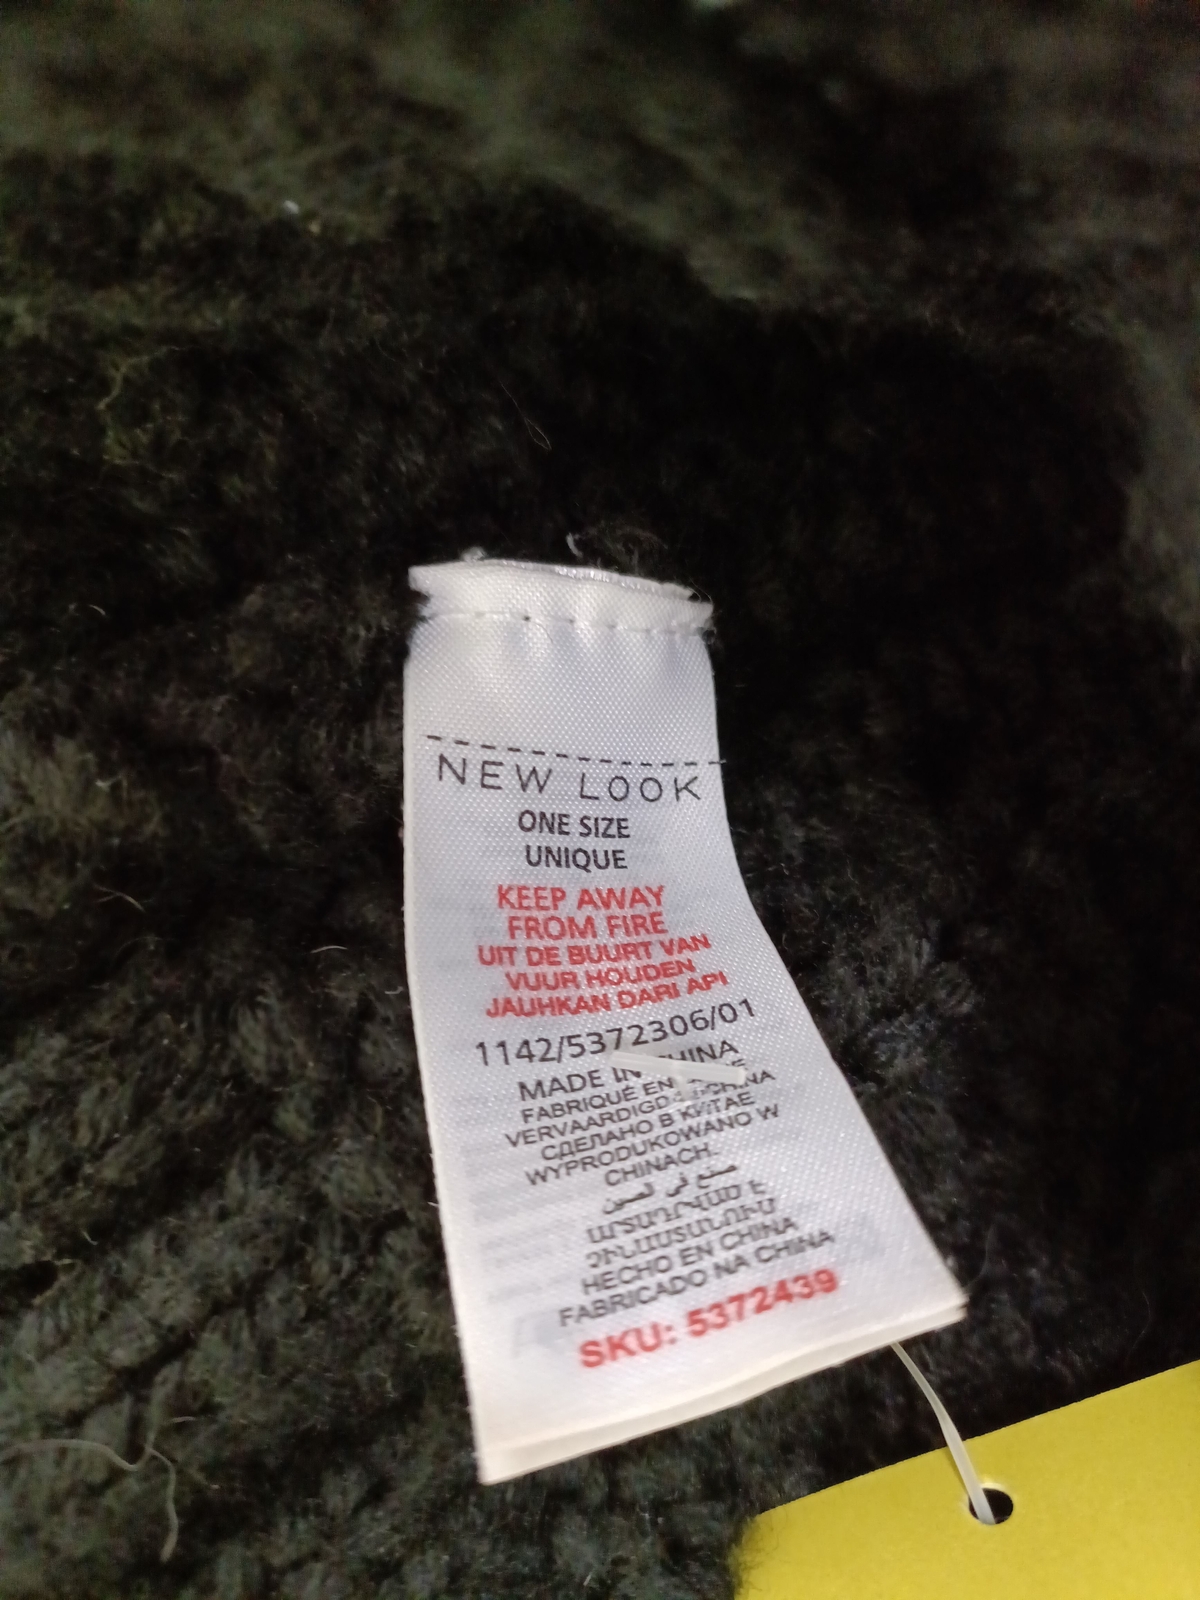 NEW LOOK
ONE SIZE
UNIQUE
KEEP AWAY
FROM FIRE
UIT DE BUURT VAN
VUUR HOUDEN
JAUHKAN DARI API
1142/5372306/01
MADE IN CHINA
FABRIQUÉ EN
VERVAARDIGD CHINA
СДЕЛАНО В КИТАЕ
WYPRODUKOWANO W
CHINACH.
صنع في الصين
ԱՐՏԱԴՐՎԱԾ Է
ՉԻՆԱՍՏԱՆՈՒՄ
HECHO EN CHINA
FABRICADO NA CHINA
SKU: 5372439